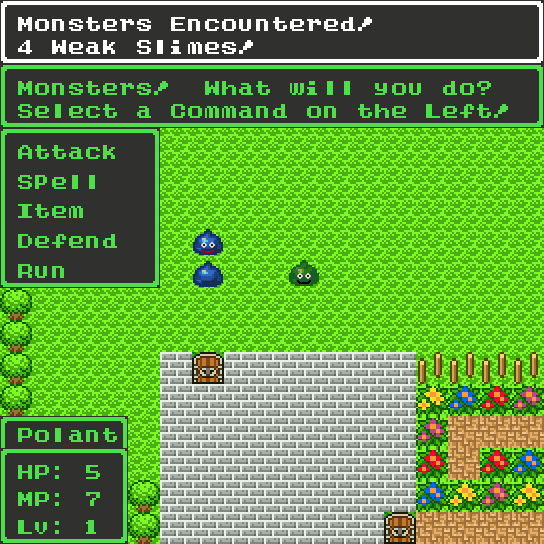 Monsters Encountered!
4 Weak Slimes!
Monsters! What will you do?
Select a Command on the Left!
Attack
SPell
Item
Defend
Run
Polant
HP: 5
MP: 7
Lv: 1